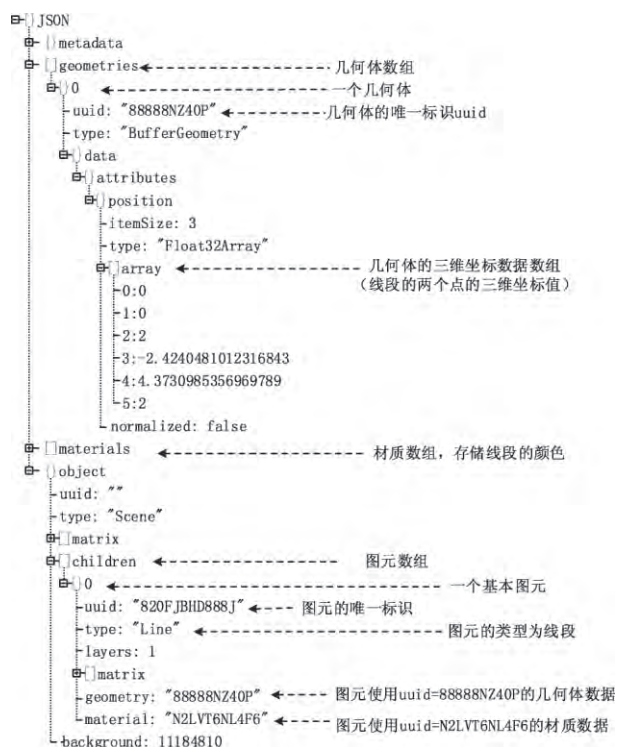 JSON
metadata
geometries 几何体数组
0 一个几何体
uuid: "88888NZ40P" 几何体的唯一标识uuid
type: "BufferGeometry"
data
attributes
position
itemSize: 3
type: "Float32Array"
array 几何体的三维坐标数据数组
（线段的两个点的三维坐标值）
0:0
1:0
2:2
3:-2.4240481012316843
4:4.3730985356969789
5:2
normalized: false
materials 材质数组，存储线段的颜色
object
uuid: ""
type: "Scene"
matrix
children 图元数组
0 一个基本图元
uuid: "820FJBHD888J" 图元的唯一标识
type: "Line" 图元的类型为线段
layers: 1
matrix
geometry: "88888NZ40P" 图元使用uuid=88888NZ40P的几何体数据
material: "N2LVT6NL4F6" 图元使用uuid=N2LVT6NL4F6的材质数据
background: 11184810